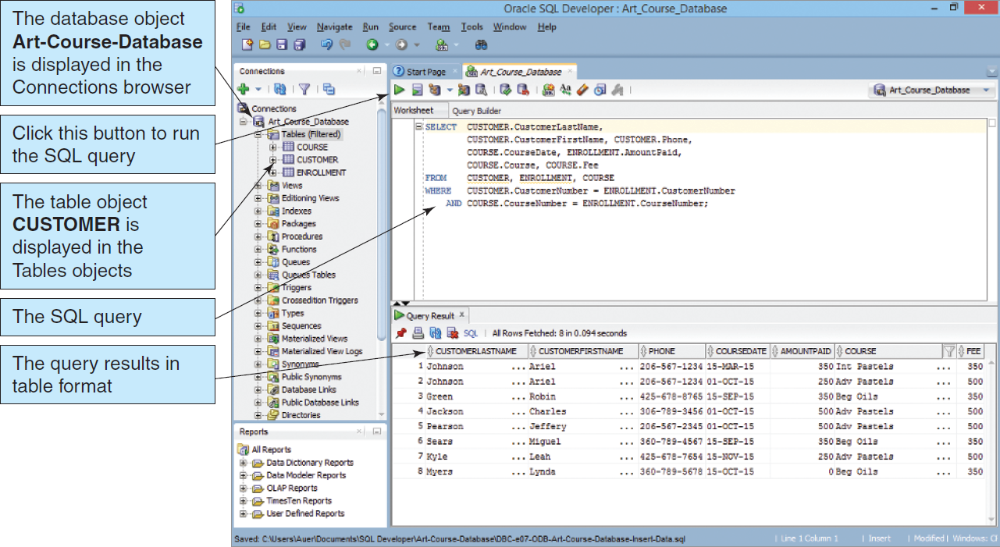 The database object
Art-Course-Database
is displayed in the
Connections browser
Click this button to run
the SQL query
The table object
CUSTOMER is
displayed in the
Tables objects
The SQL query
The query results in
table format
Oracle SQL Developer : Art_Course_Database
File Edit View Navigate Run Source Team Tools Window Help
Connections
Connections
Art_Course_Database
Tables (Filtered)
COURSE
CUSTOMER
ENROLLMENT
Views
Editioning Views
Indexes
Packages
Procedures
Functions
Queues
Queues Tables
Triggers
Crossedition Triggers
Types
Sequences
Materialized Views
Materialized View Logs
Synonyms
Public Synonyms
Database Links
Public Database Links
Directories
Reports
All Reports
Data Dictionary Reports
Data Modeler Reports
OLAP Reports
TimesTen Reports
User Defined Reports
Start Page Art_Course_Database
Art_Course_Database
Worksheet Query Builder
SELECT CUSTOMER.CustomerLastName,
CUSTOMER.CustomerFirstName, CUSTOMER.Phone,
COURSE.CourseDate, ENROLLMENT.AmountPaid,
COURSE.Course, COURSE.Fee
FROM CUSTOMER, ENROLLMENT, COURSE
WHERE CUSTOMER.CustomerNumber = ENROLLMENT.CustomerNumber
AND COURSE.CourseNumber = ENROLLMENT.CourseNumber;
Query Result
SQL | All Rows Fetched: 8 in 0.094 seconds
CUSTOMERLASTNAME CUSTOMERFIRSTNAME PHONE COURSEDATE AMOUNTPAID COURSE FEE
1 Johnson ... Ariel ... 206-567-1234 15-MAR-15 350 Int Pastels ... 350
2 Johnson ... Ariel ... 206-567-1234 01-OCT-15 250 Adv Pastels ... 500
3 Green ... Robin ... 425-678-8765 15-SEP-15 350 Beg Oils ... 350
4 Jackson ... Charles ... 306-789-3456 01-OCT-15 500 Adv Pastels ... 500
5 Pearson ... Jeffery ... 206-567-2345 01-OCT-15 500 Adv Pastels ... 500
6 Sears ... Miguel ... 360-789-4567 15-SEP-15 350 Beg Oils ... 350
7 Kyle ... Leah ... 425-678-7654 15-NOV-15 250 Adv Pastels ... 500
8 Myers ... Lynda ... 360-789-5678 15-OCT-15 0 Beg Oils ... 350
Saved: C:\Users\Auer\Documents\SQL Developer\Art-Course-Database\DBC-e07-ODB-Art-Course-Database-Insert-Data.sql | Line 1 Column 1 | Insert | Modified | Windows: C